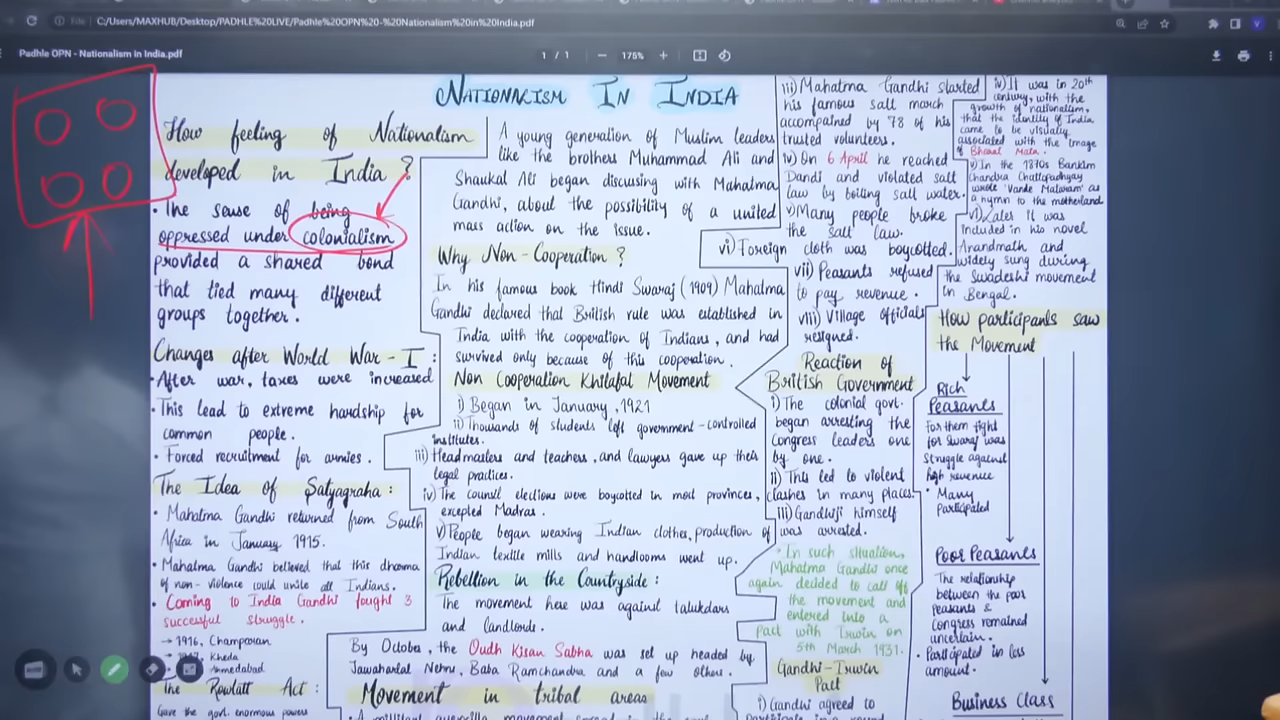 C:/Users/MAXHUB/Desktop/PADHLE%20LIVE/Padhle%20OPN%20-%20Nationalism%20in%20India.pdf
Padhle OPN - Nationalism in India.pdf
1 / 1
175%
NATIONALISM IN INDIA
How feeling of Nationalism
developed in India ?
• The sense of being
oppressed under colonialism
provided a shared bond
that tied many different
groups together.
Changes after World War - I :
• After war, taxes were increased
• This lead to extreme hardship for
common people.
• Forced recruitment for armies.
The Idea of Satyagraha :
• Mahatma Gandhi returned from South
Africa in January 1915.
• Mahatma Gandhi believed that this dharma
of non-violence could unite all Indians.
• Coming to India Gandhi fought 3
successful struggle.
→ 1916, Champaran
Kheda
Ahmedabad
The Rowlatt Act :
Gave the govt. enormous powers
A young generation of Muslim leaders
like the brothers Muhammad Ali and
Shaukat Ali began discussing with Mahatma
Gandhi, about the possibility of a united
mass action on the issue.
Why Non-Cooperation ?
In his famous book Hindi Swaraj (1909) Mahatma
Gandhi declared that British rule was established in
India with the cooperation of Indians, and had
survived only because of this cooperation.
Non Cooperation Khilafat Movement
i) Began in January, 1921
ii) Thousands of students left government-controlled
institutes.
iii) Headmasters and teachers, and lawyers gave up their
legal practices.
iv) The council elections were boycotted in most provinces,
excepted Madras.
v) People began wearing Indian clothes, production of
Indian textile mills and handlooms went up.
Rebellion in the Countryside :
The movement here was against talukdars
and landlords.
By October, the Oudh Kisan Sabha was set up headed by
Jawaharlal Nehru, Baba Ramchandra and a few others.
Movement in tribal areas
iii) Mahatma Gandhi started
his famous salt march
accompained by 78 of his
trusted volunteers.
iv) On 6 April he reached
Dandi and violated salt
law by boiling salt water.
v) Many people broke
the salt law.
vi) Foreign cloth was boycotted.
vii) Peasants refused
to pay revenue.
viii) Village officials
resigned.
Reaction of
British Government
i) The colonial govt.
began arresting the
Congress leaders one
by one.
ii) This led to violent
clashes in many places.
iii) Gandhiji himself
was arrested.
• In such situation,
Mahatma Gandhi once
again decided to call off
the movement and
entered into a
Pact with Irwin on
5th March 1931.
Gandhi-Irwin
Pact
i) Gandhi agreed to
iv) It was in 20th
century, with the
growth of nationalism,
that the identity of India
came to be visually
associated with the image
of Bharat Mata.
v) In the 1870s Bankim
Chandra Chattopadhyay
wrote 'Vande Mataram' as
a hymn to the motherland
vi) Later It was
included in his novel
Anandmath and
widely sung during
the Swadeshi movement
in Bengal.
How participants saw
the Movement
Rich
Peasants
For them fight
for Swaraj was
struggle against
high revenue
• Many
Participated
Poor Peasants
The relationship
between the poor
peasants &
Congress remained
uncertain.
• Participated in less
amount.
Business Class